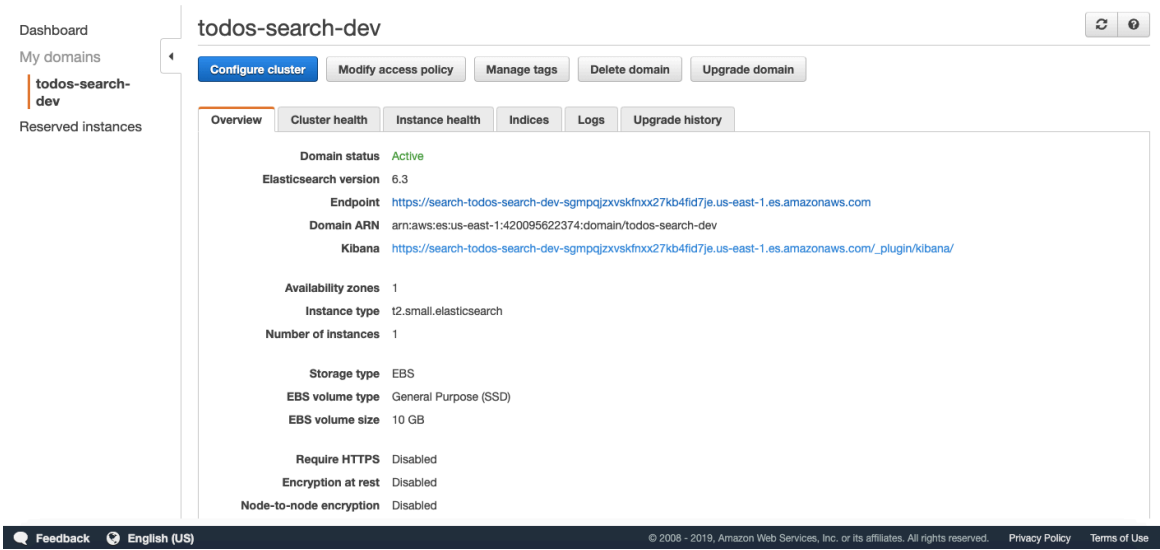 Dashboard
My domains
todos-search-
dev
Reserved instances
todos-search-dev
Configure cluster Modify access policy Manage tags Delete domain Upgrade domain
Overview Cluster health Instance health Indices Logs Upgrade history
Domain status Active
Elasticsearch version 6.3
Endpoint https://search-todos-search-dev-sgmpqjzxvskfnxx27kb4fid7je.us-east-1.es.amazonaws.com
Domain ARN arn:aws:es:us-east-1:420095622374:domain/todos-search-dev
Kibana https://search-todos-search-dev-sgmpqjzxvskfnxx27kb4fid7je.us-east-1.es.amazonaws.com/_plugin/kibana/
Availability zones 1
Instance type t2.small.elasticsearch
Number of instances 1
Storage type EBS
EBS volume type General Purpose (SSD)
EBS volume size 10 GB
Require HTTPS Disabled
Encryption at rest Disabled
Node-to-node encryption Disabled
Feedback English (US) © 2008 - 2019, Amazon Web Services, Inc. or its affiliates. All rights reserved. Privacy Policy Terms of Use